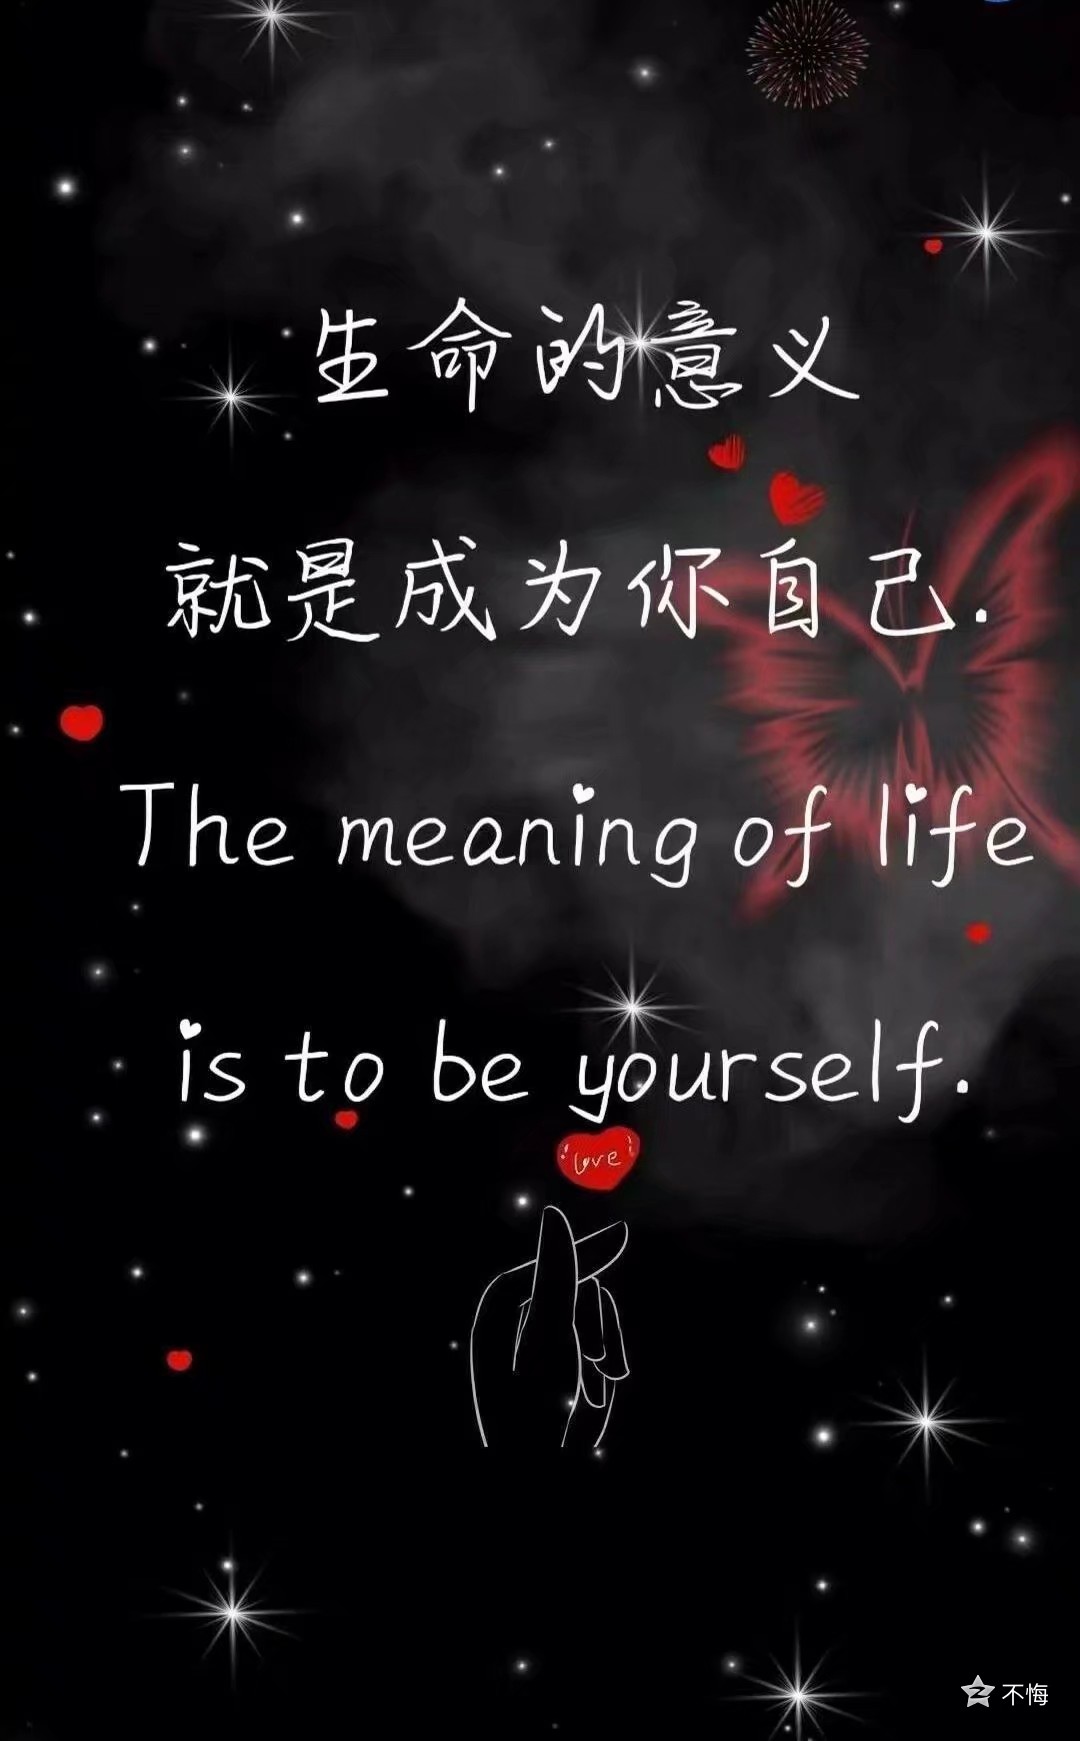 生命的意义
就是成为你自己.
The meaning of life
is to be yourself.
love
不悔